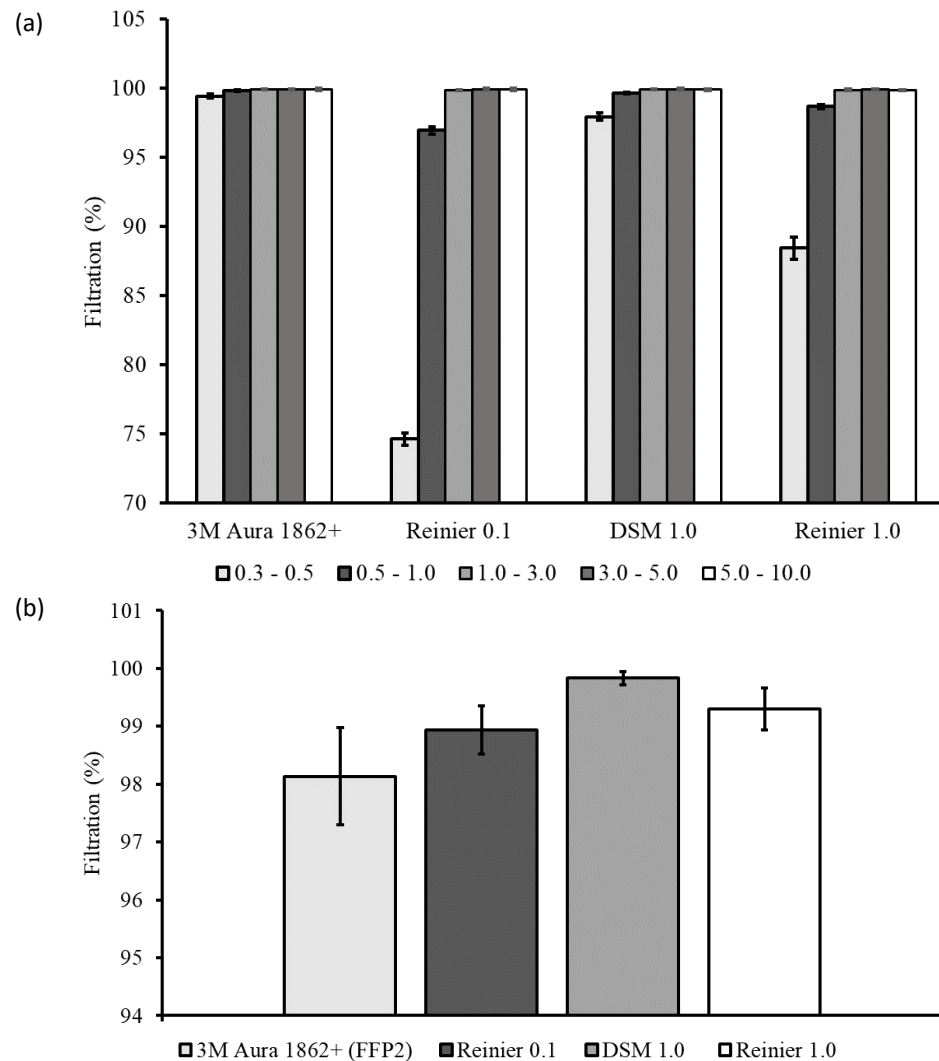 (a)
105
100
95
90
85
80
75
70
Filtration (%)
3M Aura 1862+ Reinier 0.1 DSM 1.0 Reinier 1.0
0.3 - 0.5 0.5 - 1.0 1.0 - 3.0 3.0 - 5.0 5.0 - 10.0
(b)
101
100
99
98
97
96
95
94
Filtration (%)
3M Aura 1862+ (FFP2) Reinier 0.1 DSM 1.0 Reinier 1.0